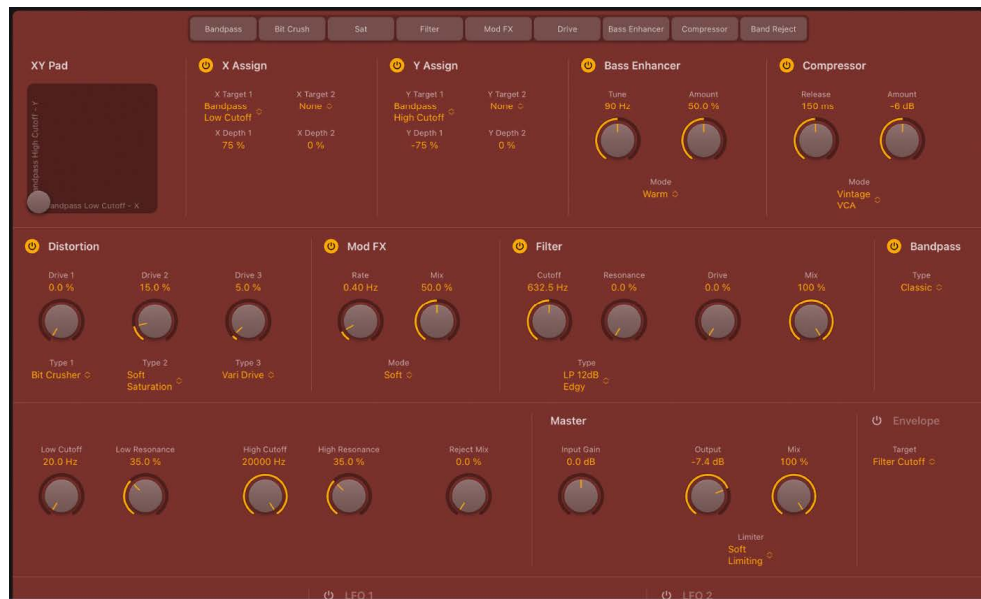 Bandpass Bit Crush Sat Filter Mod FX Drive Bass Enhancer Compressor Band Reject
XY Pad
Bandpass High Cutoff - Y
Bandpass Low Cutoff - X
X Assign
X Target 1 X Target 2
Bandpass None
Low Cutoff
X Depth 1 X Depth 2
75 % 0 %
Y Assign
Y Target 1 Y Target 2
Bandpass None
High Cutoff
Y Depth 1 Y Depth 2
-75 % 0 %
Bass Enhancer
Tune Amount
90 Hz 50.0 %
Mode
Warm
Compressor
Release Amount
150 ms -6 dB
Mode
Vintage
VCA
Distortion
Drive 1 Drive 2 Drive 3
0.0 % 15.0 % 5.0 %
Type 1 Type 2 Type 3
Bit Crusher Soft Vari Drive
Saturation
Mod FX
Rate Mix
0.40 Hz 50.0 %
Mode
Soft
Filter
Cutoff Resonance Drive Mix
632.5 Hz 0.0 % 0.0 % 100 %
Type
LP 12dB
Edgy
Bandpass
Type
Classic
Low Cutoff Low Resonance High Cutoff High Resonance Reject Mix
20.0 Hz 35.0 % 20000 Hz 35.0 % 0.0 %
Master
Input Gain Output Mix
0.0 dB -7.4 dB 100 %
Limiter
Soft
Limiting
Envelope
Target
Filter Cutoff
LFO 1 LFO 2